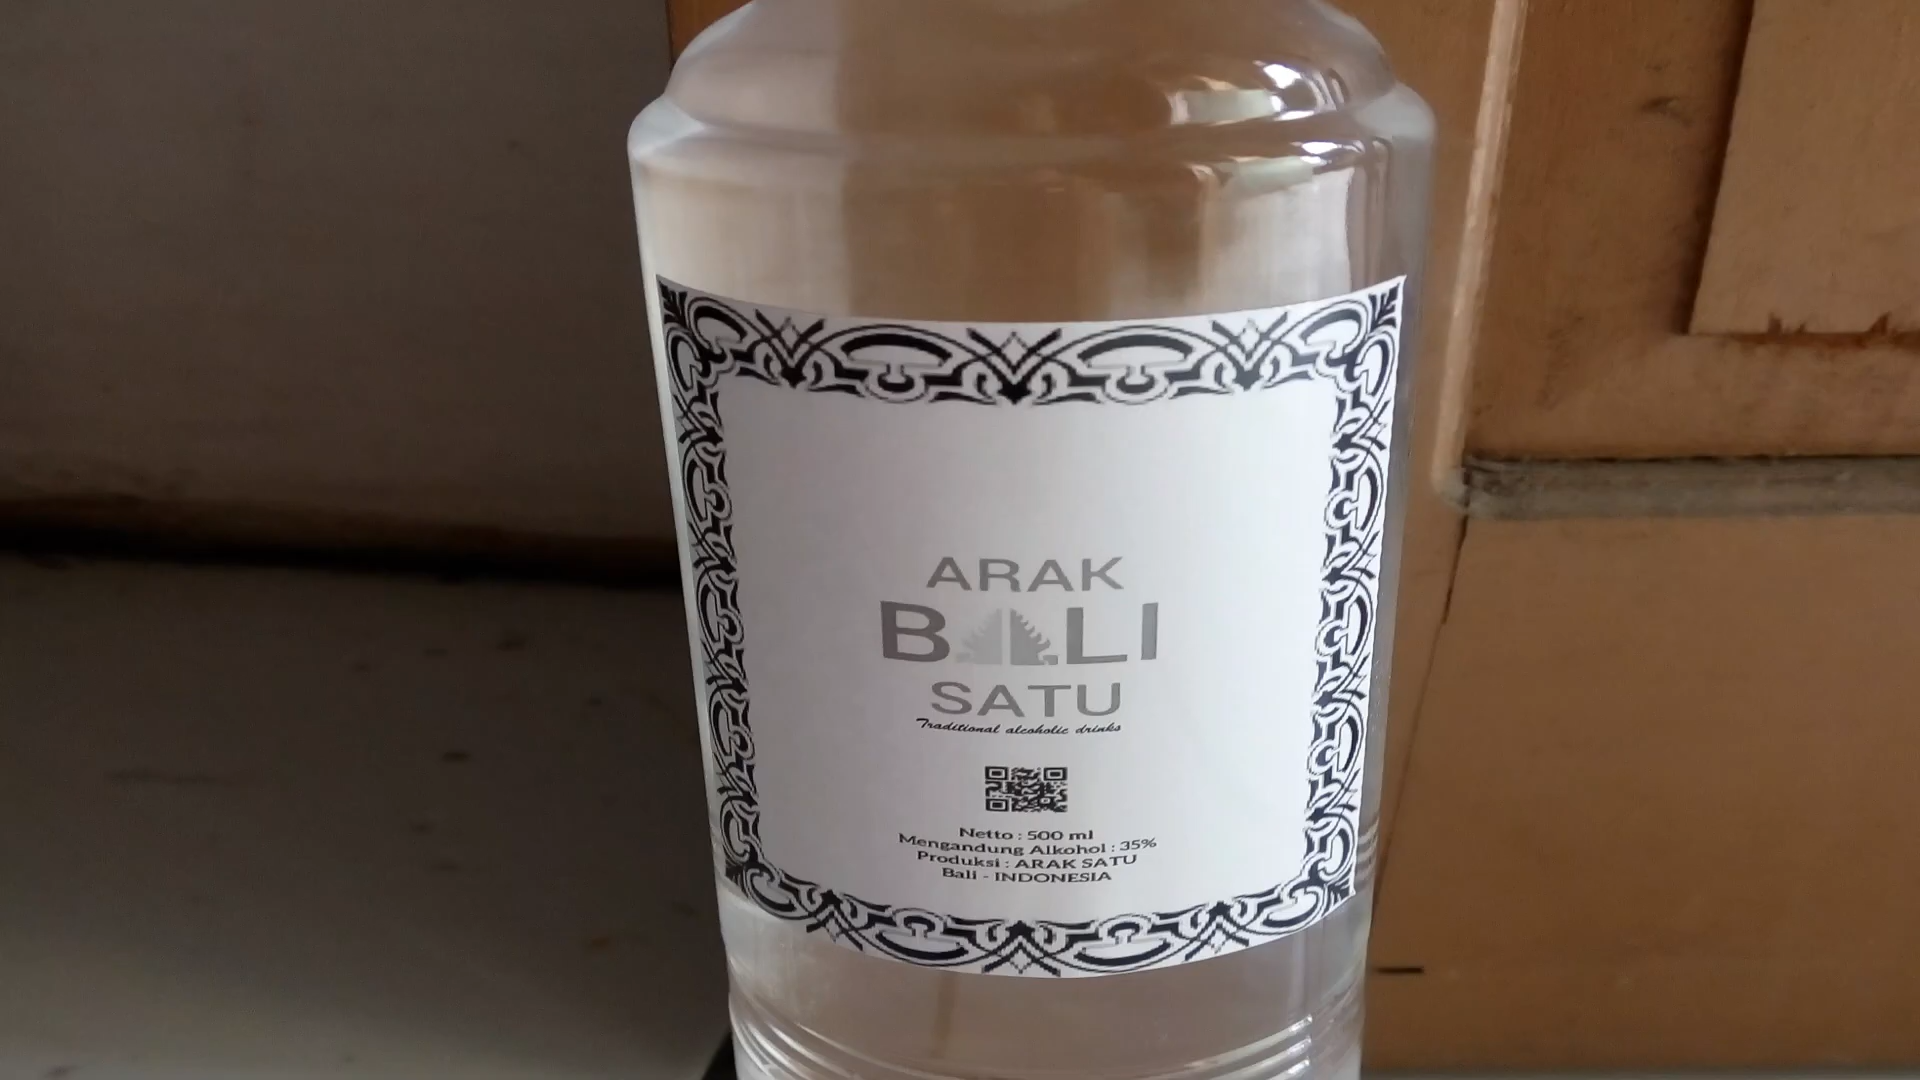 ARAK
BALI
SATU
Traditional alcoholic drinks
Netto : 500 ml
Mengandung Alkohol : 35%
Produksi : ARAK SATU
Bali - INDONESIA